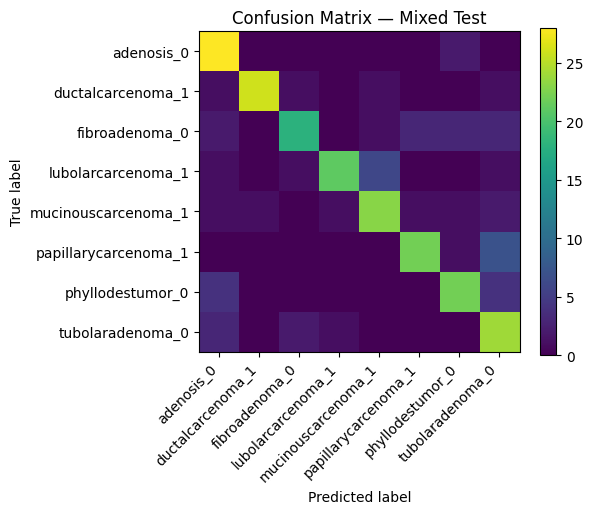 Confusion Matrix — Mixed Test
True label
adenosis_0
ductalcarcenoma_1
fibroadenoma_0
lubolarcarcenoma_1
mucinouscarcenoma_1
papillarycarcenoma_1
phyllodestumor_0
tubolaradenoma_0
adenosis_0
ductalcarcenoma_1
fibroadenoma_0
lubolarcarcenoma_1
mucinouscarcenoma_1
papillarycarcenoma_1
phyllodestumor_0
tubolaradenoma_0
Predicted label
25
20
15
10
5
0